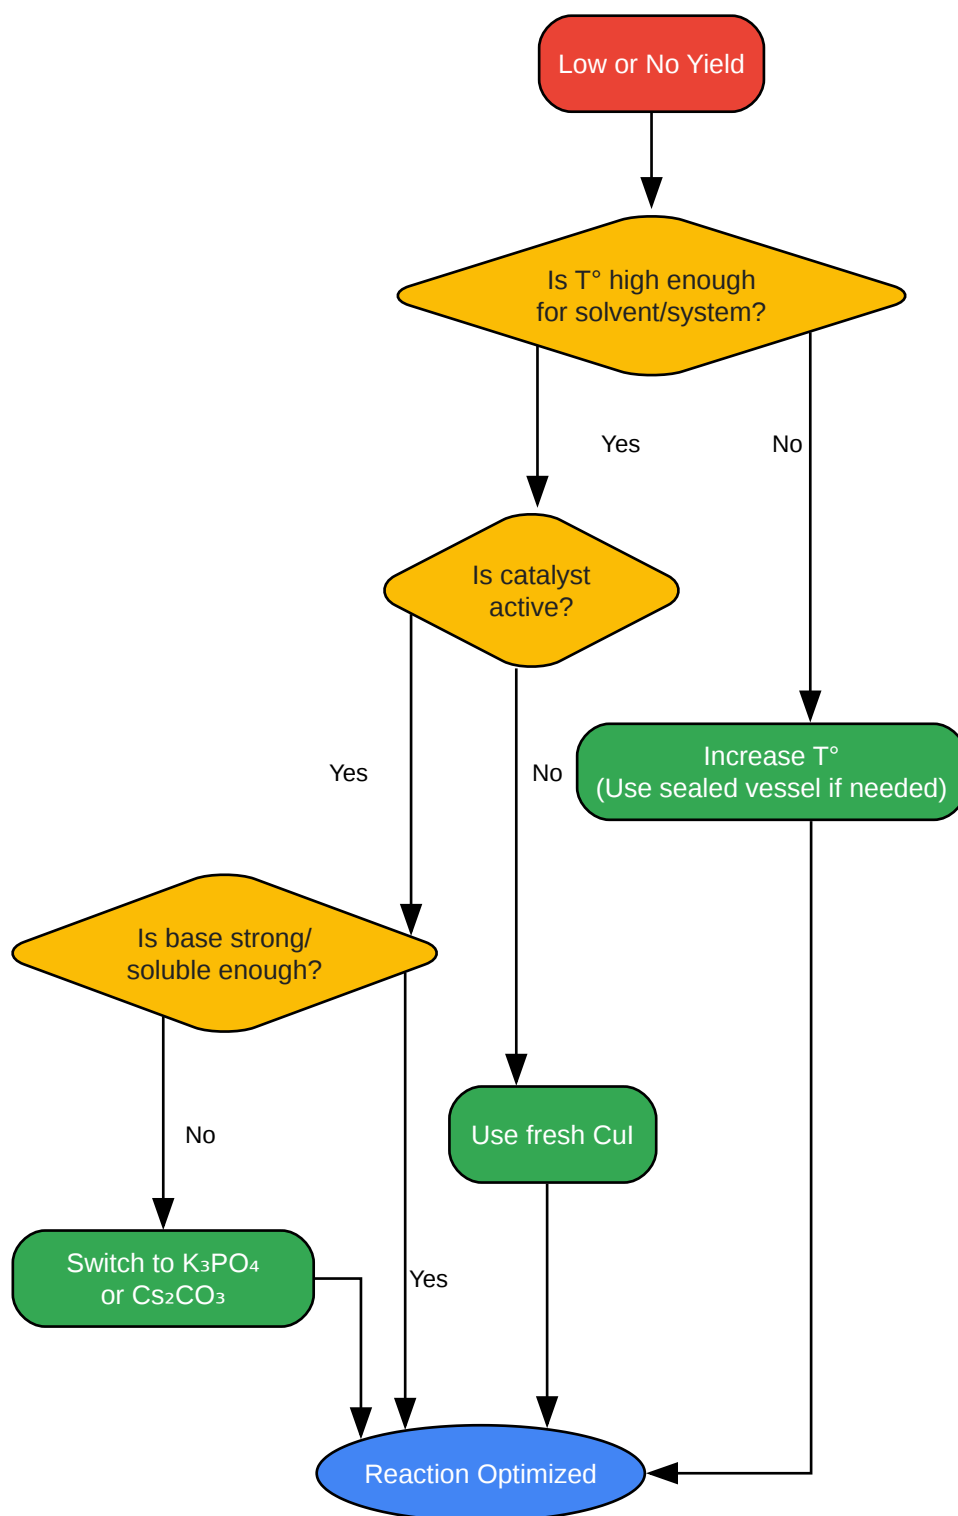 Low or No Yield
Is T° high enough
for solvent/system?
Yes
No
Is catalyst
active?
Increase T°
(Use sealed vessel if needed)
Yes
No
Is base strong/
soluble enough?
Use fresh CuI
No
Switch to K₃PO₄
or Cs₂CO₃
Yes
Reaction Optimized